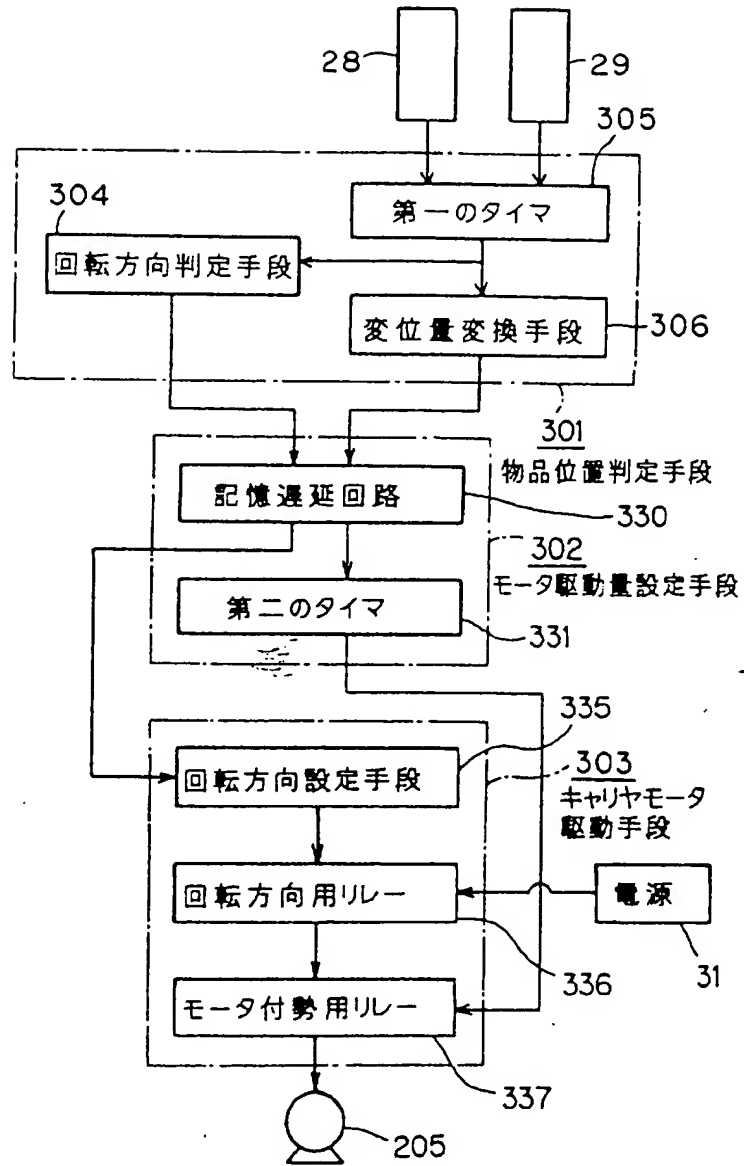 28
29
305
304
第一のタイマ
回転方向判定手段
変位量変換手段
306
301
物品位置判定手段
記憶遅延回路
330
302
モータ駆動量設定手段
第二のタイマ
331
335
303
キャリヤモータ
駆動手段
回転方向設定手段
回転方向用リレー
電源
336
31
モータ付勢用リレー
337
205